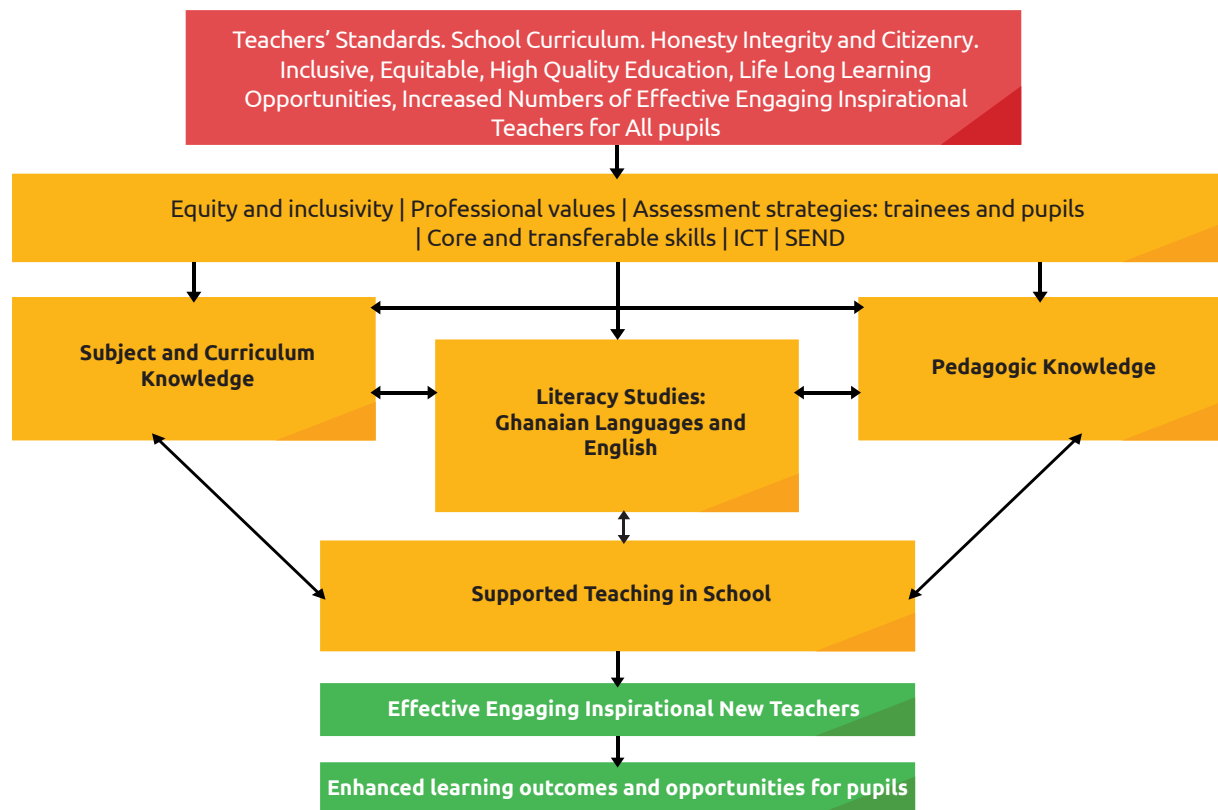 Teachers’ Standards. School Curriculum. Honesty Integrity and Citizenry.
Inclusive, Equitable, High Quality Education, Life Long Learning
Opportunities, Increased Numbers of Effective Engaging Inspirational
Teachers for All pupils
Equity and inclusivity | Professional values | Assessment strategies: trainees and pupils
| Core and transferable skills | ICT | SEND
Subject and Curriculum
Knowledge
Literacy Studies:
Ghanaian Languages and
English
Pedagogic Knowledge
Supported Teaching in School
Effective Engaging Inspirational New Teachers
Enhanced learning outcomes and opportunities for pupils